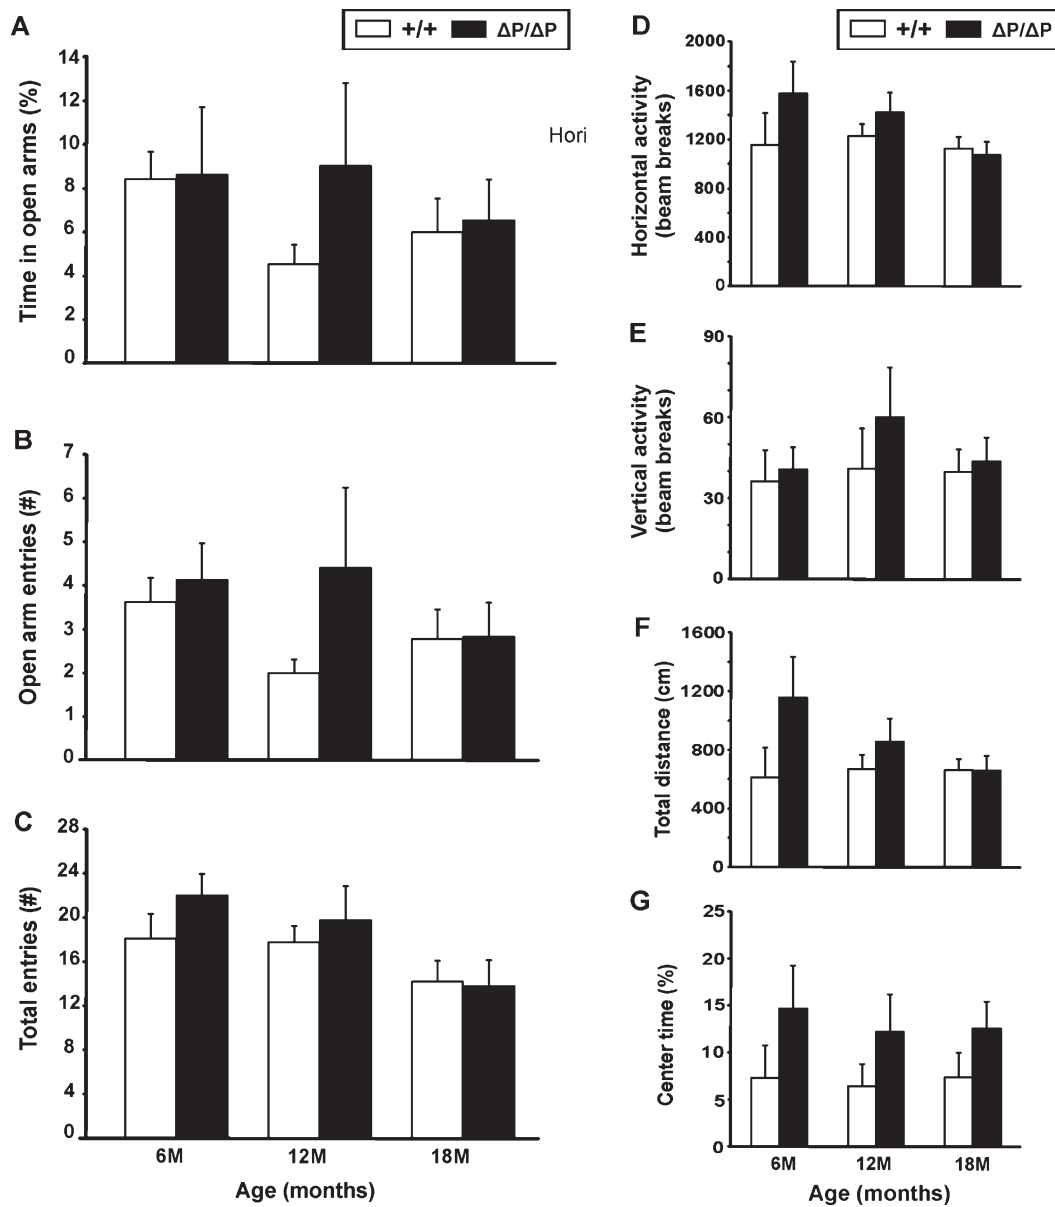 A
+/+ ΔP/ΔP
14
12
10
8
6
4
2
0
Time in open arms (%)
Hori
B
7
6
5
4
3
2
1
0
Open arm entries (#)
C
28
24
20
16
12
8
4
0
Total entries (#)
6M 12M 18M
Age (months)
D
+/+ ΔP/ΔP
2000
1600
1200
800
400
0
Horizontal activity
(beam breaks)
E
90
60
30
0
Vertical activity
(beam breaks)
F
1600
1200
800
400
0
Total distance (cm)
G
25
20
15
10
5
0
Center time (%)
6M 12M 18M
Age (months)